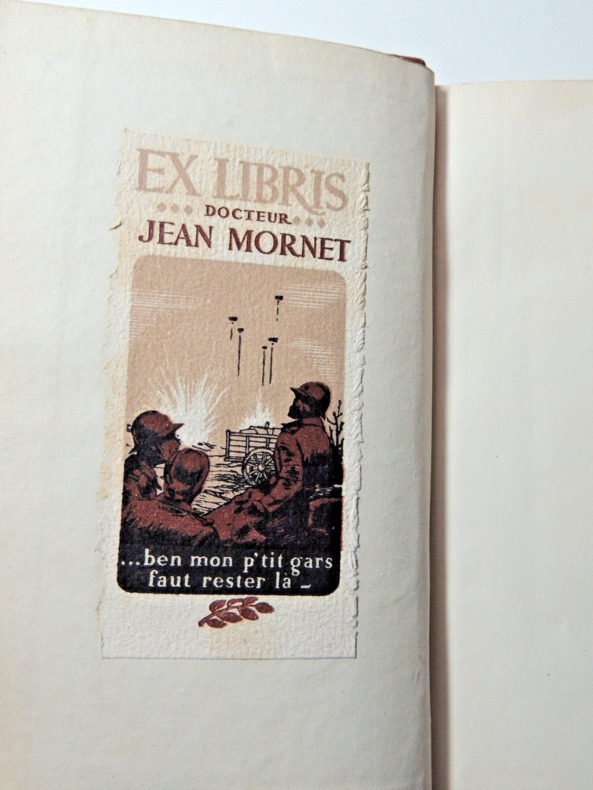 EX LIBRIS
DOCTEUR
JEAN MORNET
...ben mon p'tit gars
faut rester là –